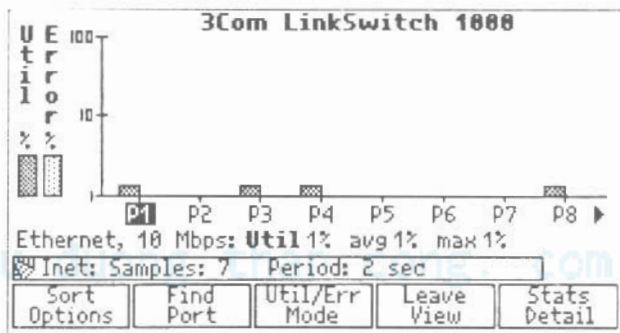 3Com LinkSwitch 1000
Util %
Error %
100
10
1
P1 P2 P3 P4 P5 P6 P7 P8
Ethernet, 10 Mbps: Util 1% avg 1% max 1%
Inet: Samples: 7 Period: 2 sec
Sort Options
Find Port
Util/Err Mode
Leave View
Stats Detail